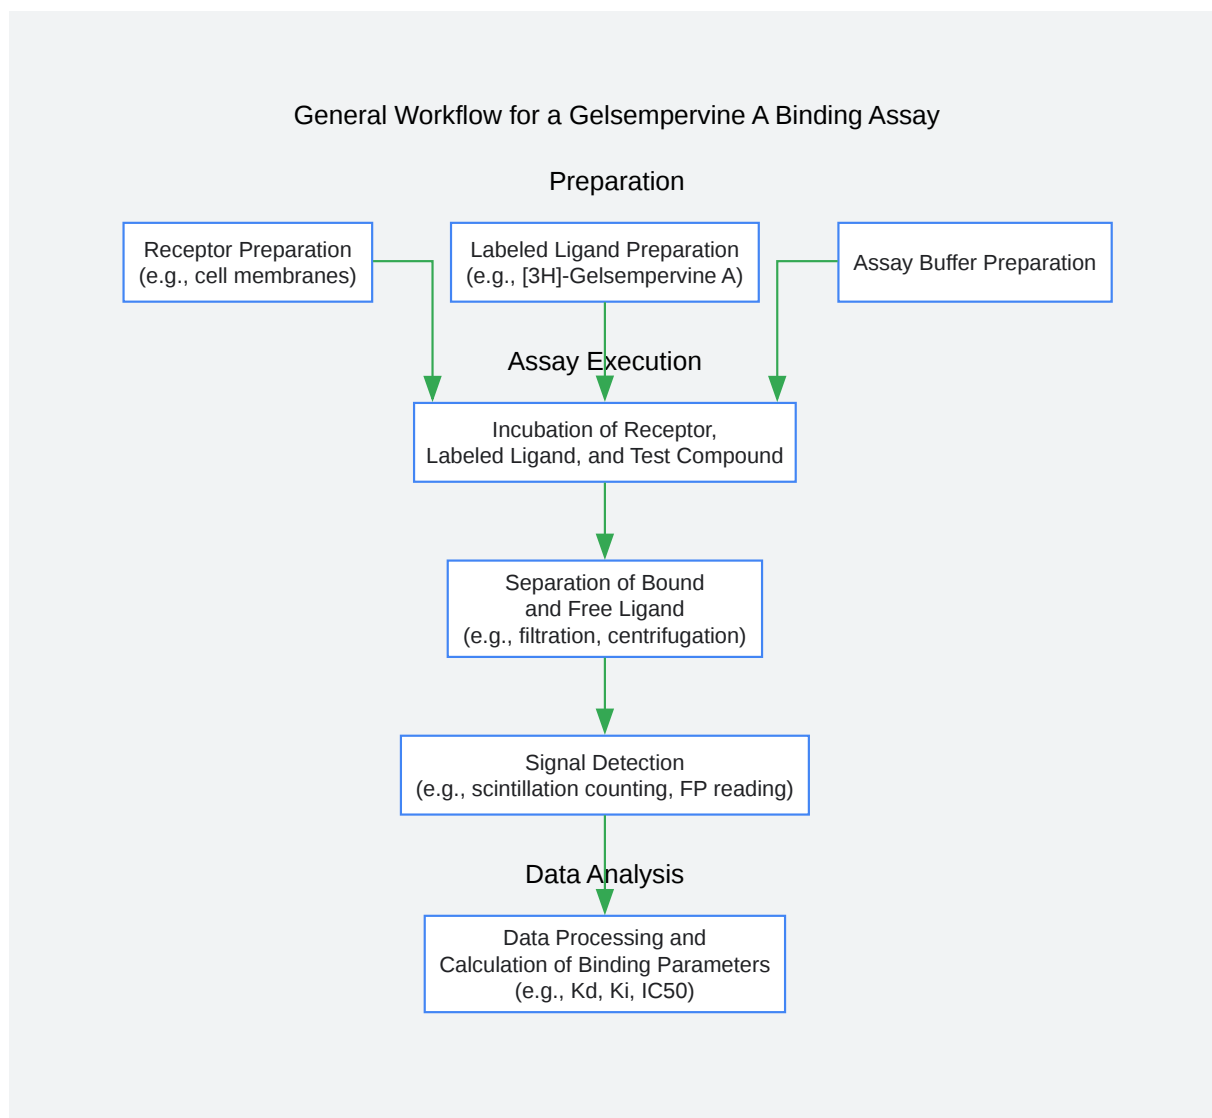 General Workflow for a Gelsempervine A Binding Assay
Preparation
Receptor Preparation
(e.g., cell membranes)
Labeled Ligand Preparation
(e.g., [3H]-Gelsempervine A)
Assay Buffer Preparation
Assay Execution
Incubation of Receptor,
Labeled Ligand, and Test Compound
Separation of Bound
and Free Ligand
(e.g., filtration, centrifugation)
Signal Detection
(e.g., scintillation counting, FP reading)
Data Analysis
Data Processing and
Calculation of Binding Parameters
(e.g., Kd, Ki, IC50)